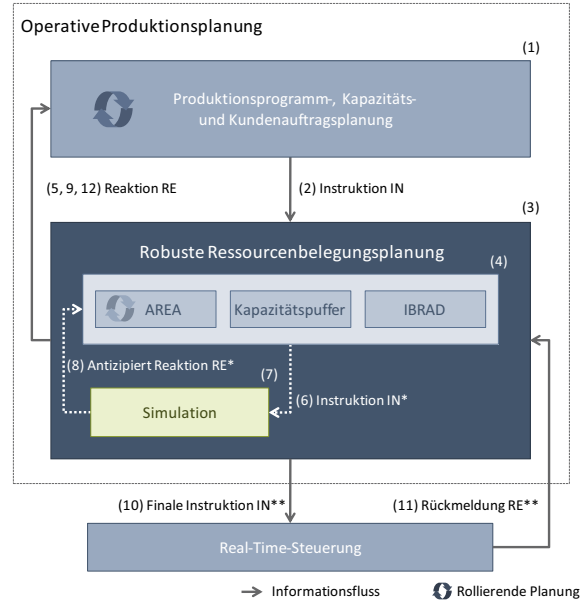 Operative Produktionsplanung
(1)
Produktionsprogramm-, Kapazitäts-
und Kundenauftragsplanung
(5, 9, 12) Reaktion RE
(2) Instruktion IN
(3)
Robuste Ressourcenbelegungsplanung
(4)
AREA
Kapazitätspuffer
IBRAD
(8) Antizipiert Reaktion RE*
(7)
(6) Instruktion IN*
Simulation
(10) Finale Instruktion IN**
(11) Rückmeldung RE**
Real-Time-Steuerung
Informationsfluss
Rollierende Planung